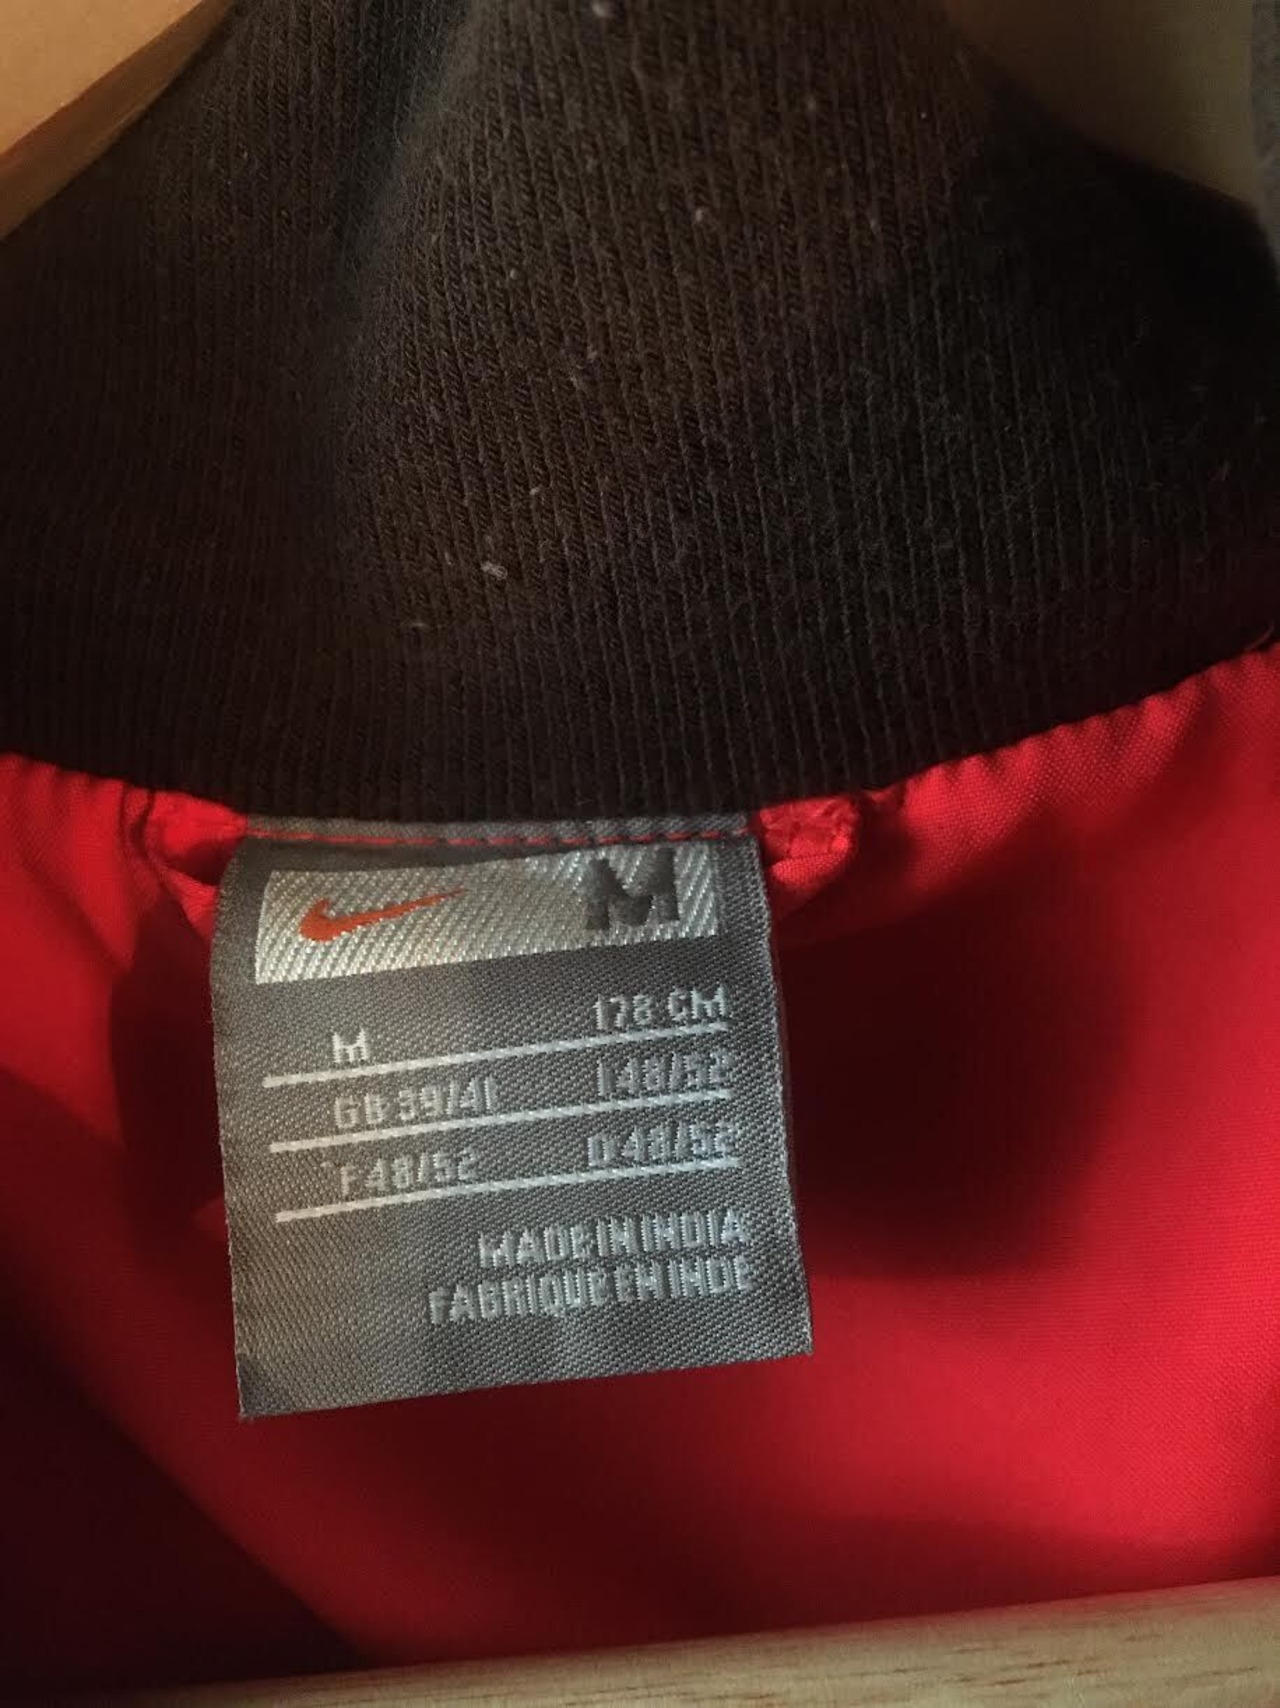 M
M 178 CM
GB 39/41 I 48/52
F 48/52 D 48/52
MADE IN INDIA
FABRIQUE EN INDE